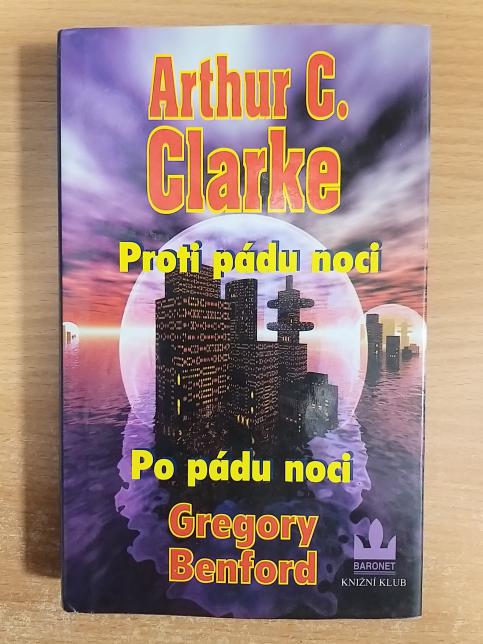 Arthur C.
Clarke
Proti pádu noci
Po pádu noci
Gregory
Benford
BARONET
KNIŽNÍ KLUB